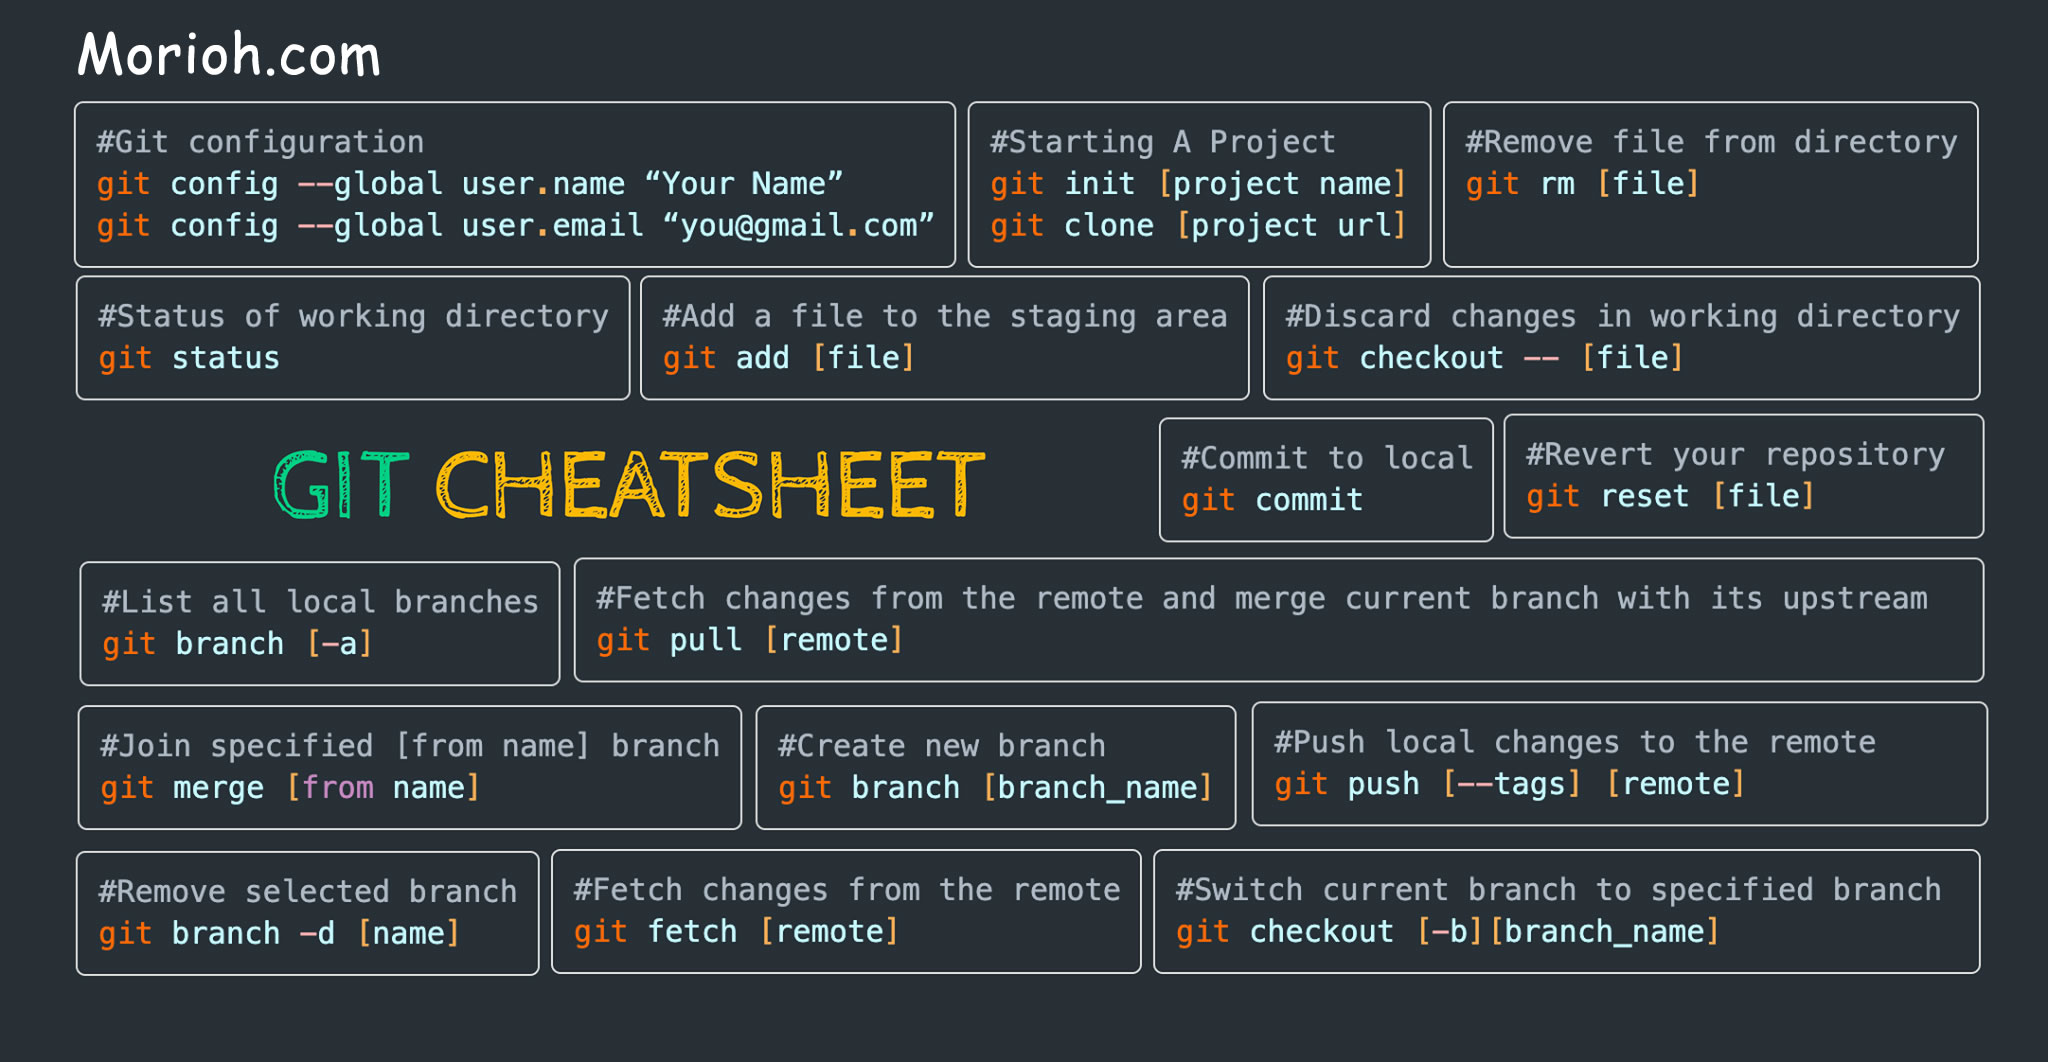 Morioh.com
#Git configuration
git config --global user.name “Your Name”
git config --global user.email “you@gmail.com”
#Starting A Project
git init [project name]
git clone [project url]
#Remove file from directory
git rm [file]
#Status of working directory
git status
#Add a file to the staging area
git add [file]
#Discard changes in working directory
git checkout -- [file]
GIT CHEATSHEET
#Commit to local
git commit
#Revert your repository
git reset [file]
#List all local branches
git branch [-a]
#Fetch changes from the remote and merge current branch with its upstream
git pull [remote]
#Join specified [from name] branch
git merge [from name]
#Create new branch
git branch [branch_name]
#Push local changes to the remote
git push [--tags] [remote]
#Remove selected branch
git branch -d [name]
#Fetch changes from the remote
git fetch [remote]
#Switch current branch to specified branch
git checkout [-b][branch_name]